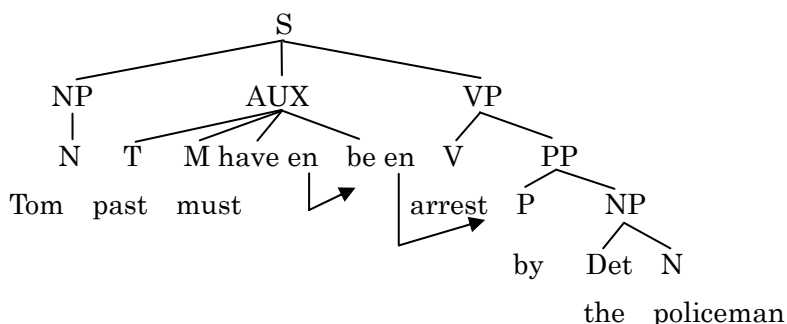 S
NP AUX VP
N T M have en be en V PP
Tom past must arrest P NP
by Det N
the policeman